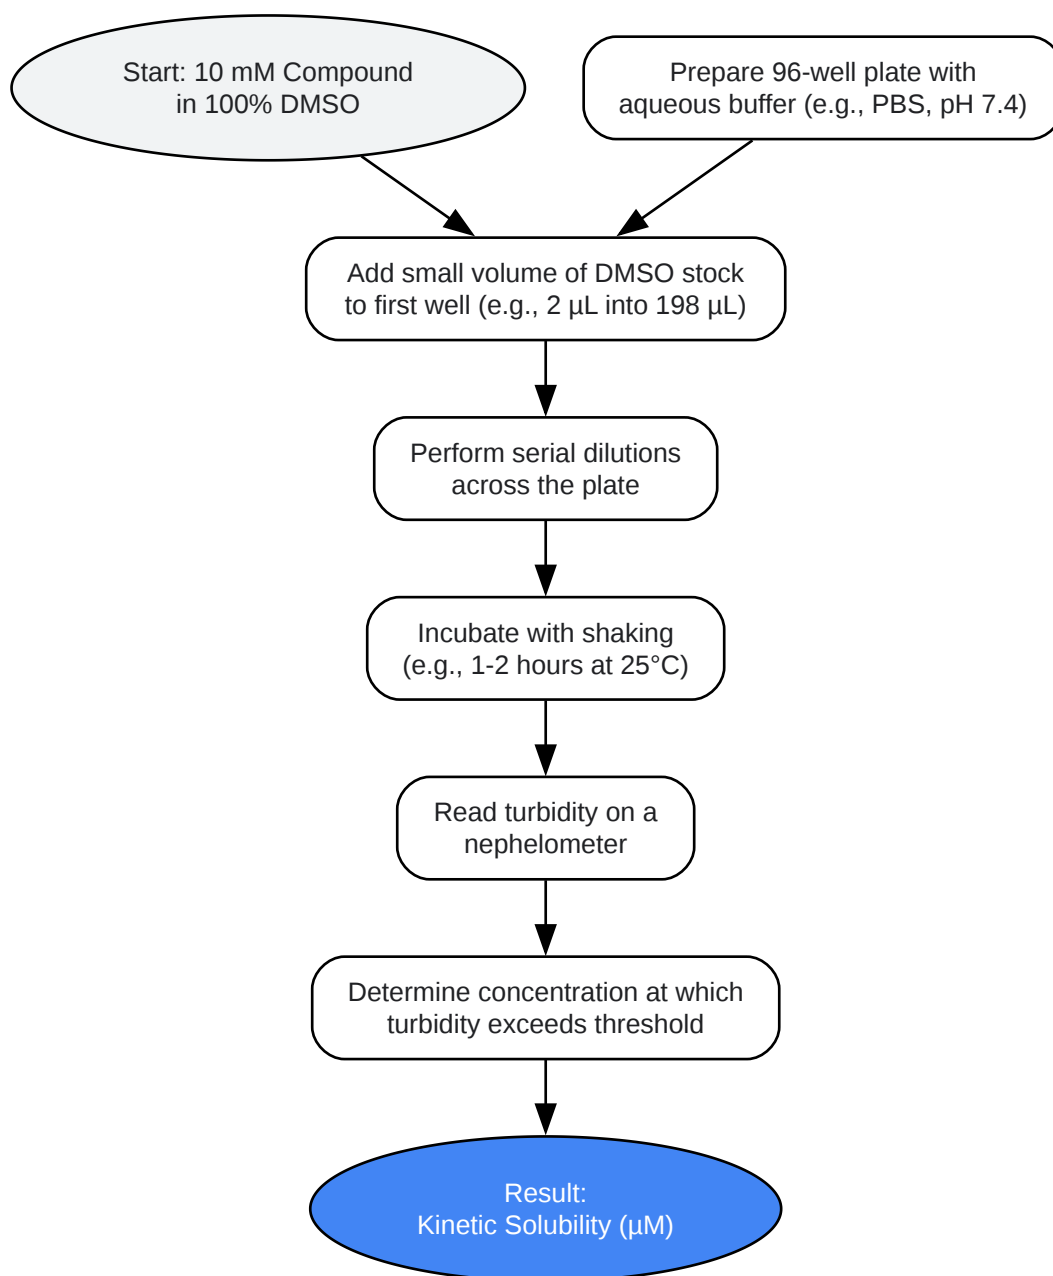 Start: 10 mM Compound
in 100% DMSO
Prepare 96-well plate with
aqueous buffer (e.g., PBS, pH 7.4)
Add small volume of DMSO stock
to first well (e.g., 2 µL into 198 µL)
Perform serial dilutions
across the plate
Incubate with shaking
(e.g., 1-2 hours at 25°C)
Read turbidity on a
nephelometer
Determine concentration at which
turbidity exceeds threshold
Result:
Kinetic Solubility (µM)